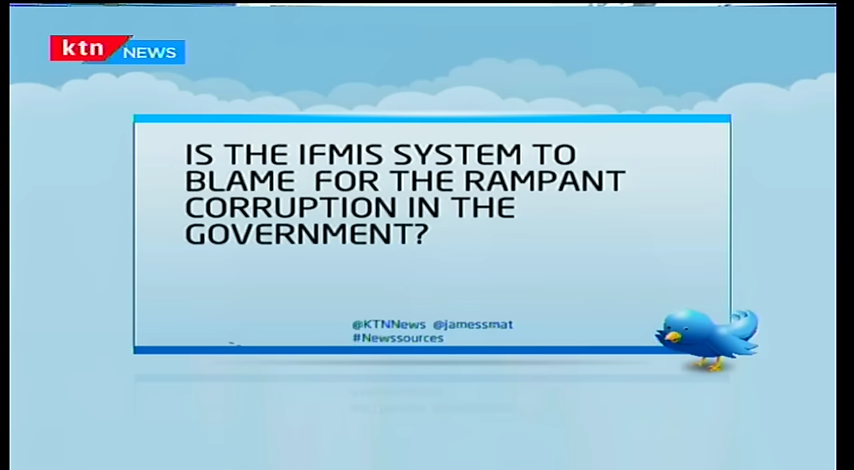 ktn NEWS
IS THE IFMIS SYSTEM TO
BLAME FOR THE RAMPANT
CORRUPTION IN THE
GOVERNMENT?
@KTNNews @jamessmat
#Newssources